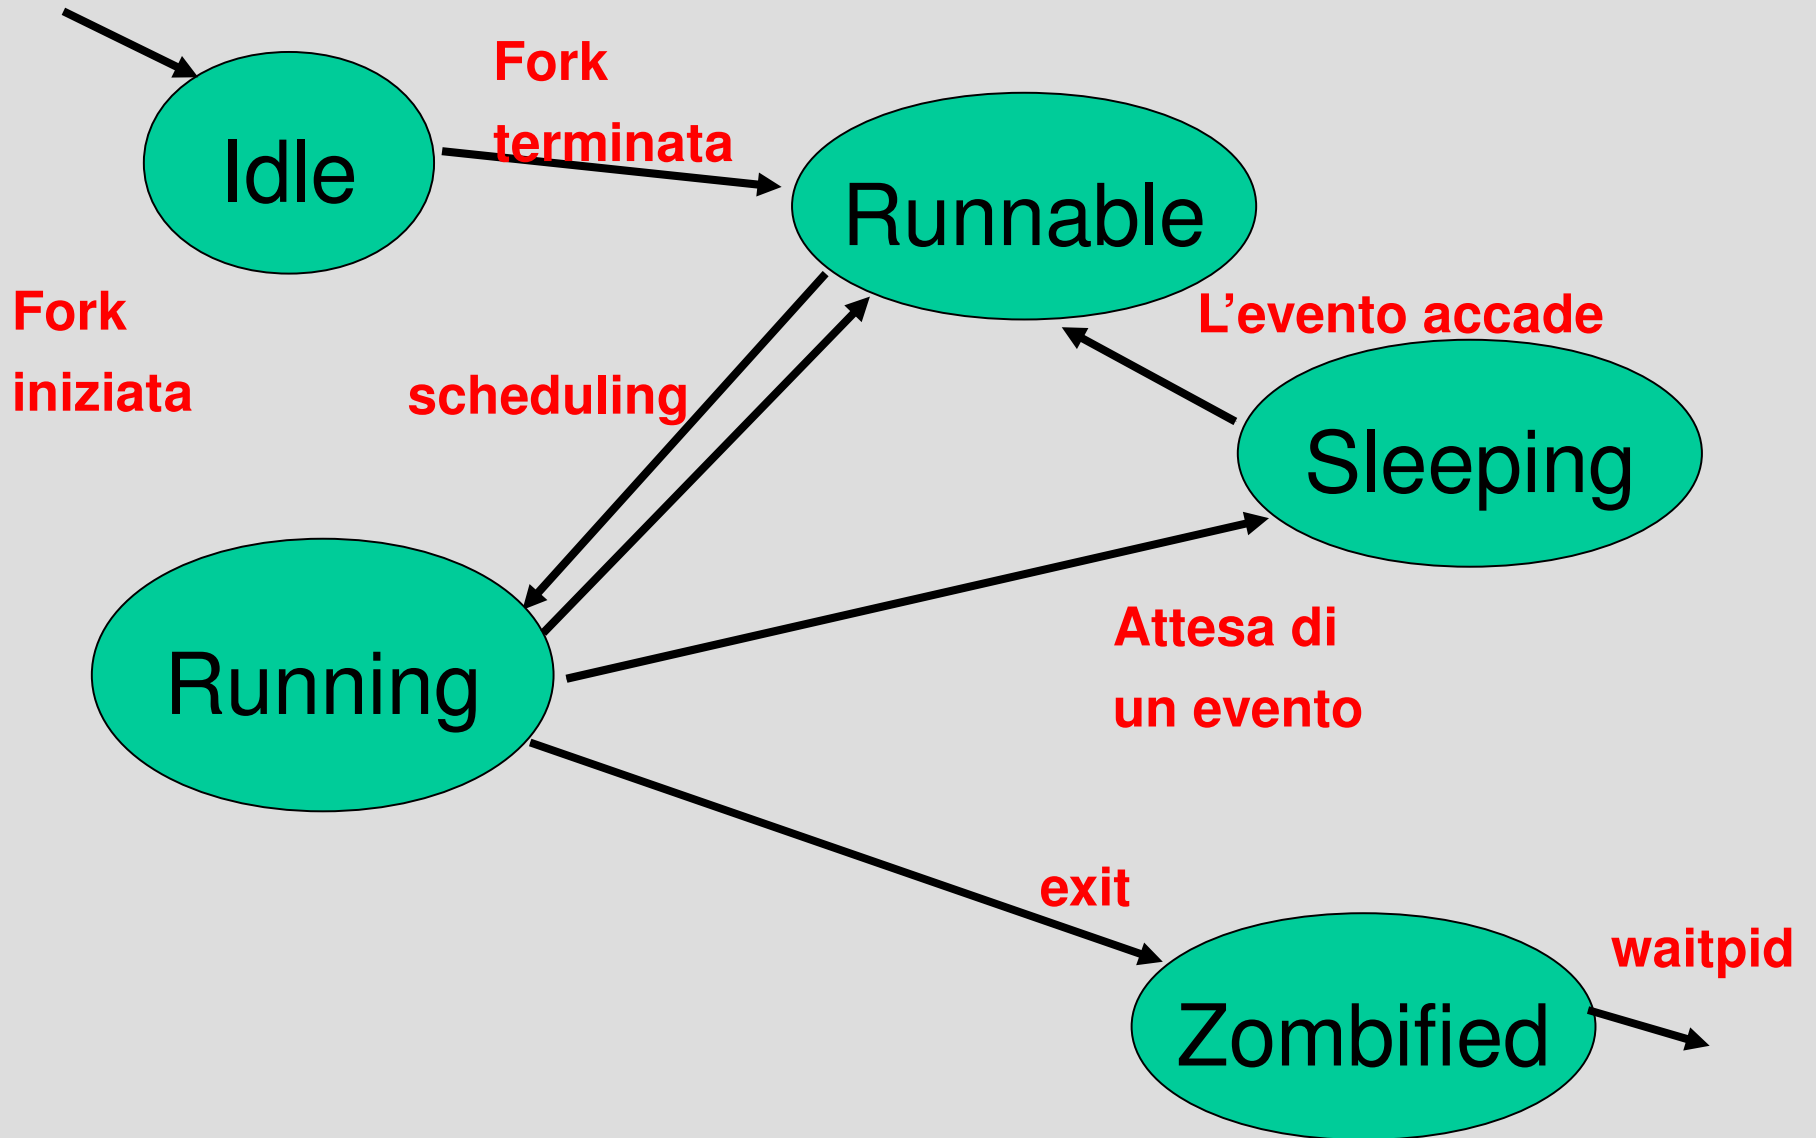 Fork
terminata
Idle
Runnable
Fork
iniziata
L’evento accade
scheduling
Sleeping
Running
Attesa di
un evento
exit
waitpid
Zombified